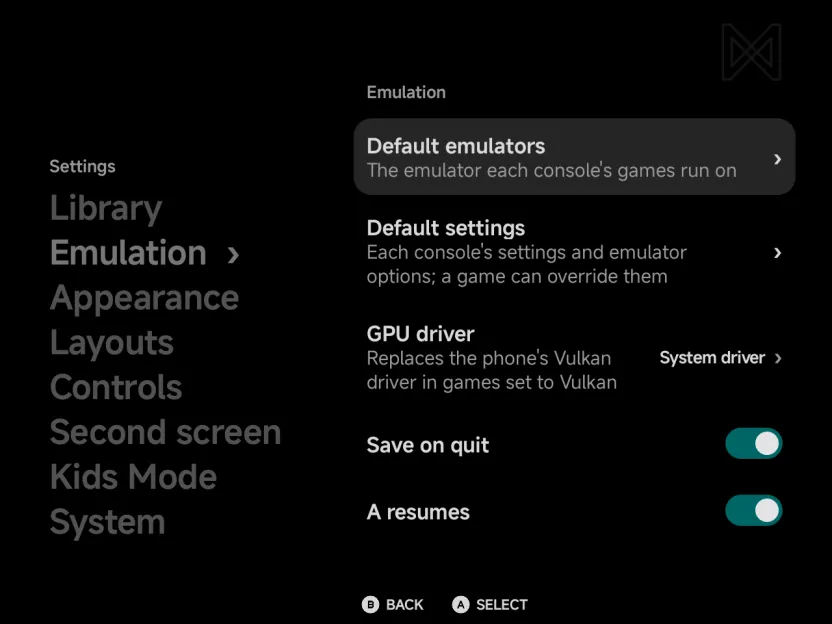 Settings
Library
Emulation ›
Appearance
Layouts
Controls
Second screen
Kids Mode
System
Emulation
Default emulators
The emulator each console's games run on
Default settings
Each console's settings and emulator
options; a game can override them
GPU driver
Replaces the phone's Vulkan
driver in games set to Vulkan
System driver ›
Save on quit
A resumes
B BACK A SELECT